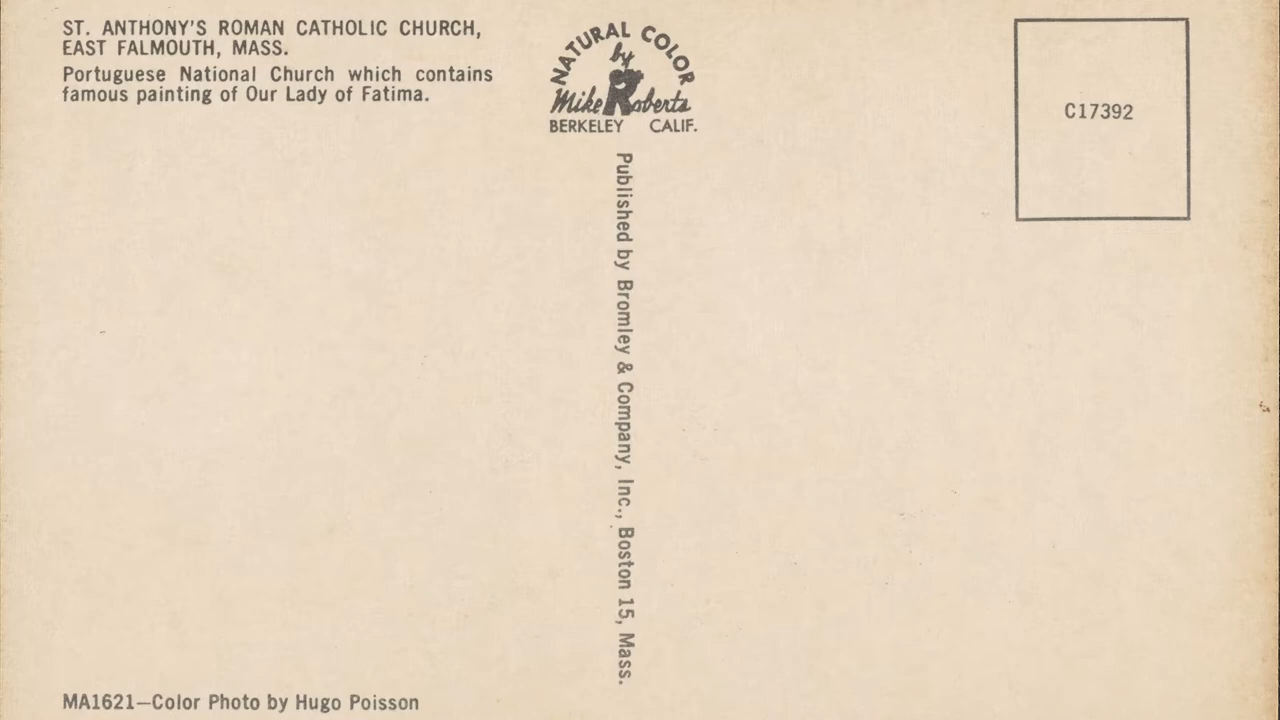 ST. ANTHONY'S ROMAN CATHOLIC CHURCH,
EAST FALMOUTH, MASS.
Portuguese National Church which contains
famous painting of Our Lady of Fatima.
NATURAL COLOR
by
Mike Roberts
BERKELEY CALIF.
C17392
Published by Bromley & Company, Inc., Boston 15, Mass.
MA1621—Color Photo by Hugo Poisson